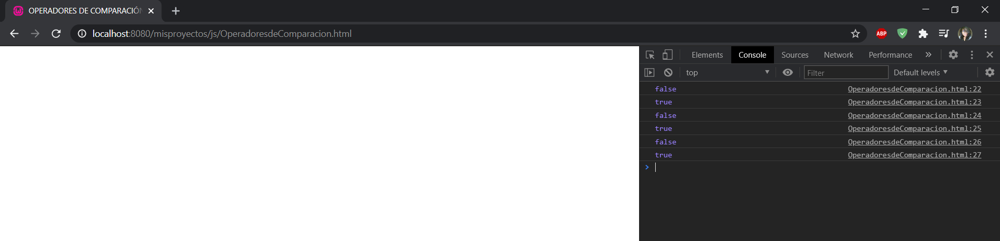 OPERADORES DE COMPARACIÓN
localhost:8080/misproyectos/js/OperadoresdeComparacion.html
ABP
Elements Console Sources Network Performance
top Filter Default levels
false OperadoresdeComparacion.html:22
true OperadoresdeComparacion.html:23
false OperadoresdeComparacion.html:24
true OperadoresdeComparacion.html:25
false OperadoresdeComparacion.html:26
true OperadoresdeComparacion.html:27